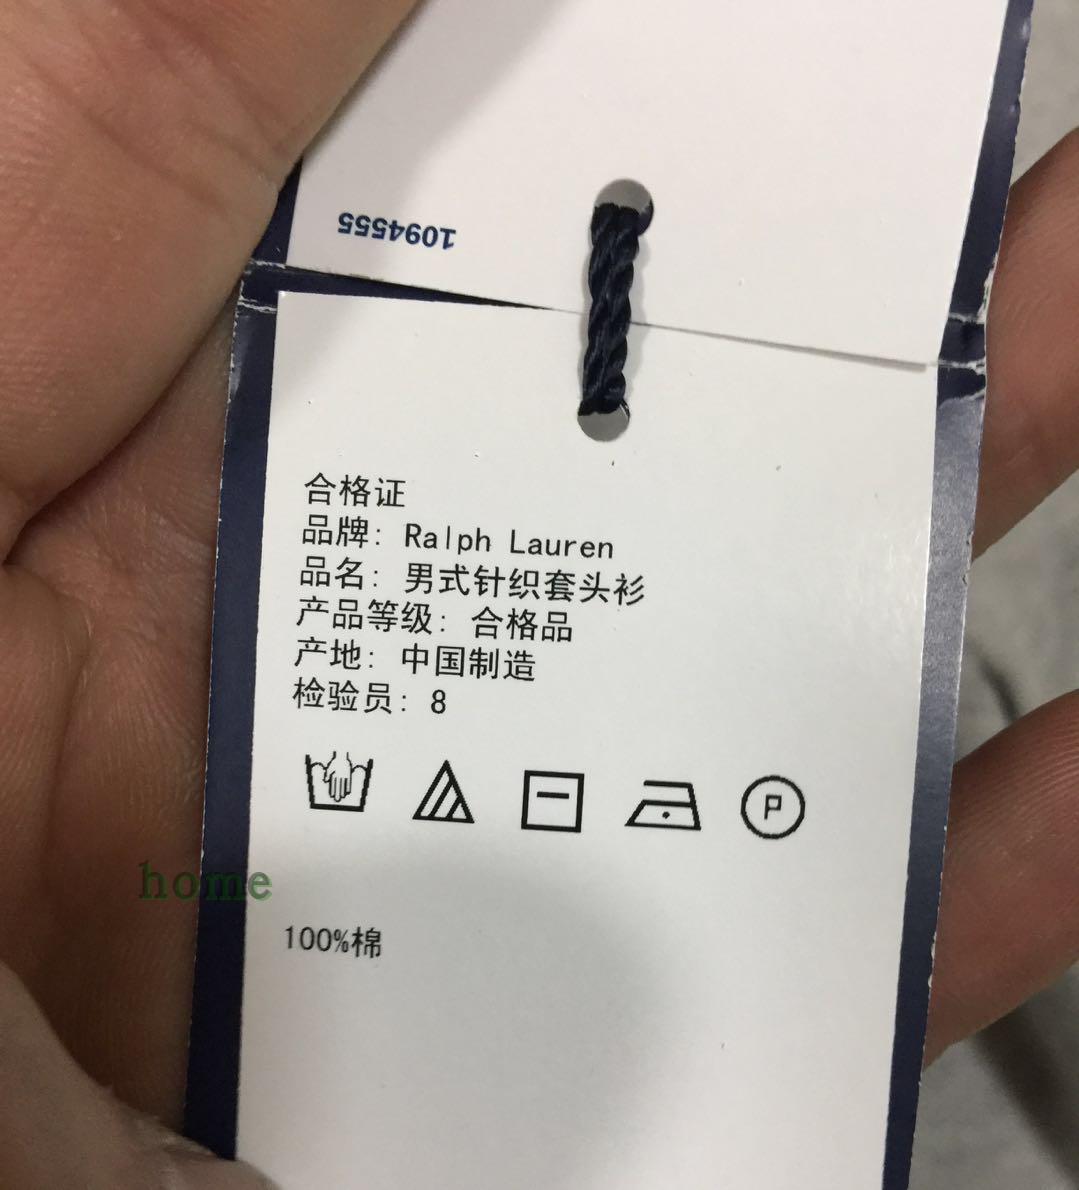 1094555
合格证
品牌: Ralph Lauren
品名: 男式针织套头衫
产品等级: 合格品
产地: 中国制造
检验员: 8
P
home
100%棉